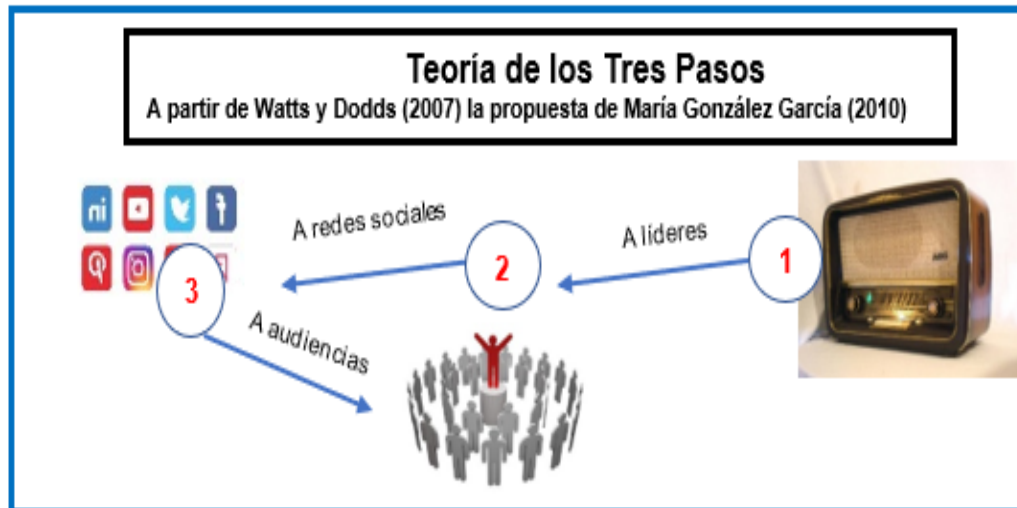 Teoría de los Tres Pasos
A partir de Watts y Dodds (2007) la propuesta de María González García (2010)
A redes sociales
A líderes
1
2
3
A audiencias